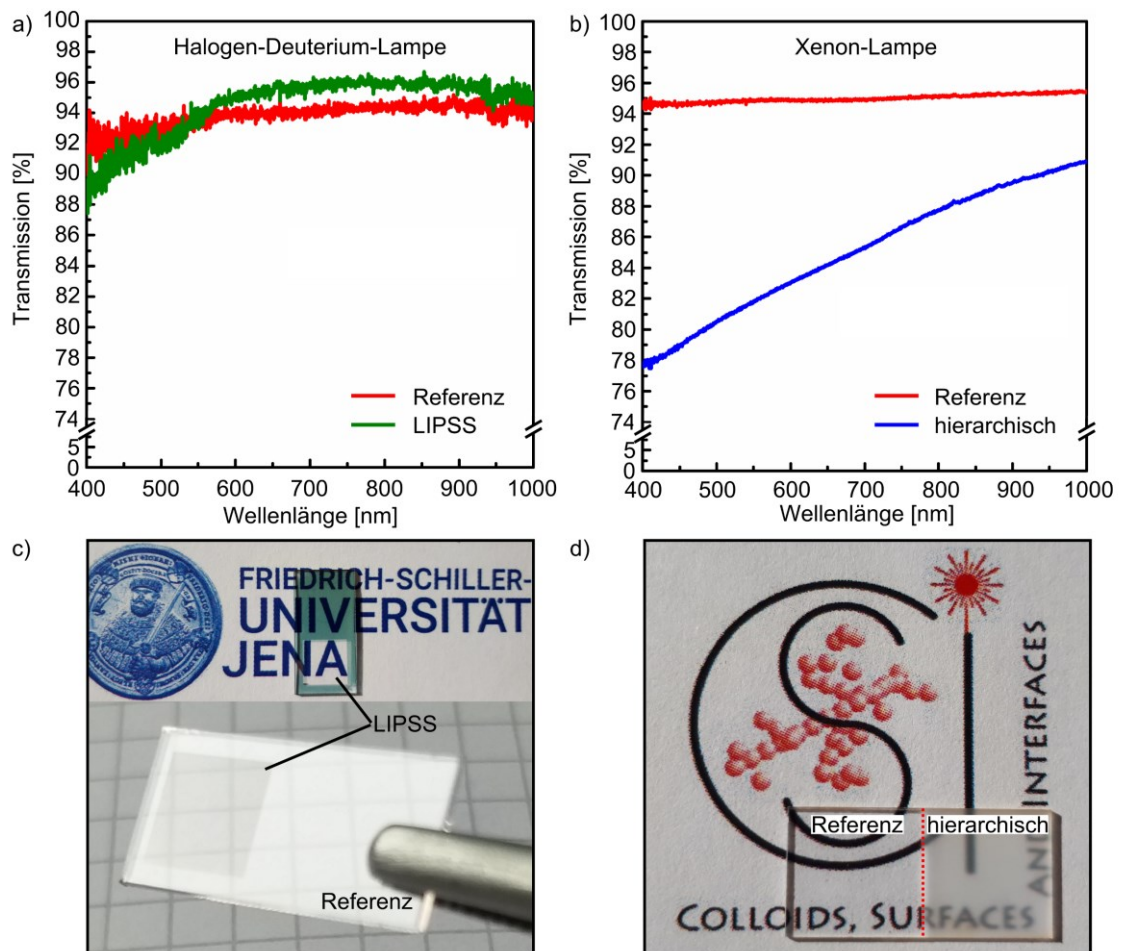 a)
Halogen-Deuterium-Lampe
Transmission [%]
100
98
96
94
92
90
88
86
84
82
80
78
76
74
5
0
Referenz
LIPSS
400 500 600 700 800 900 1000
Wellenlänge [nm]
b)
Xenon-Lampe
Transmission [%]
100
98
96
94
92
90
88
86
84
82
80
78
76
74
5
0
Referenz
hierarchisch
400 500 600 700 800 900 1000
Wellenlänge [nm]
c)
FRIEDRICH-SCHILLER-
UNIVERSITÄT
JENA
LIPSS
Referenz
d)
Referenz hierarchisch
COLLOIDS, SURFACES
AND INTERFACES